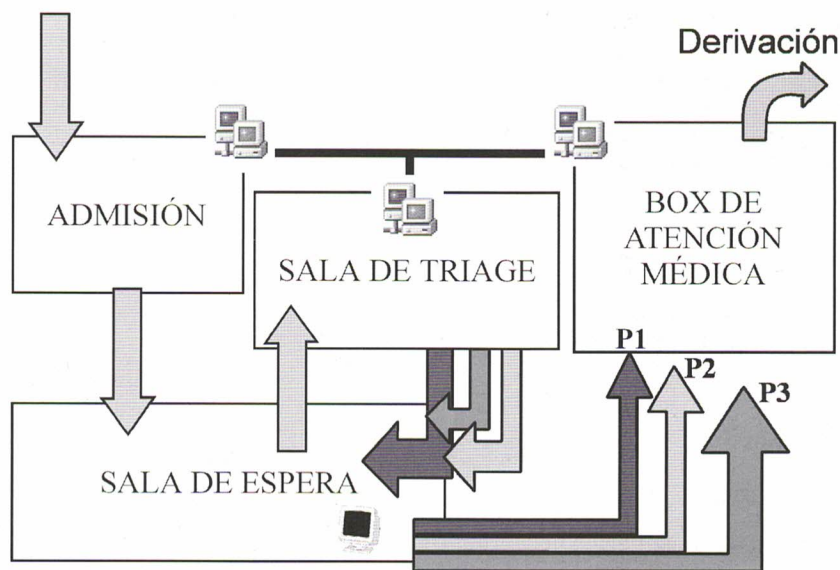 Derivación
ADMISIÓN
SALA DE TRIAGE
BOX DE
ATENCIÓN
MÉDICA
P1
P2
P3
SALA DE ESPERA